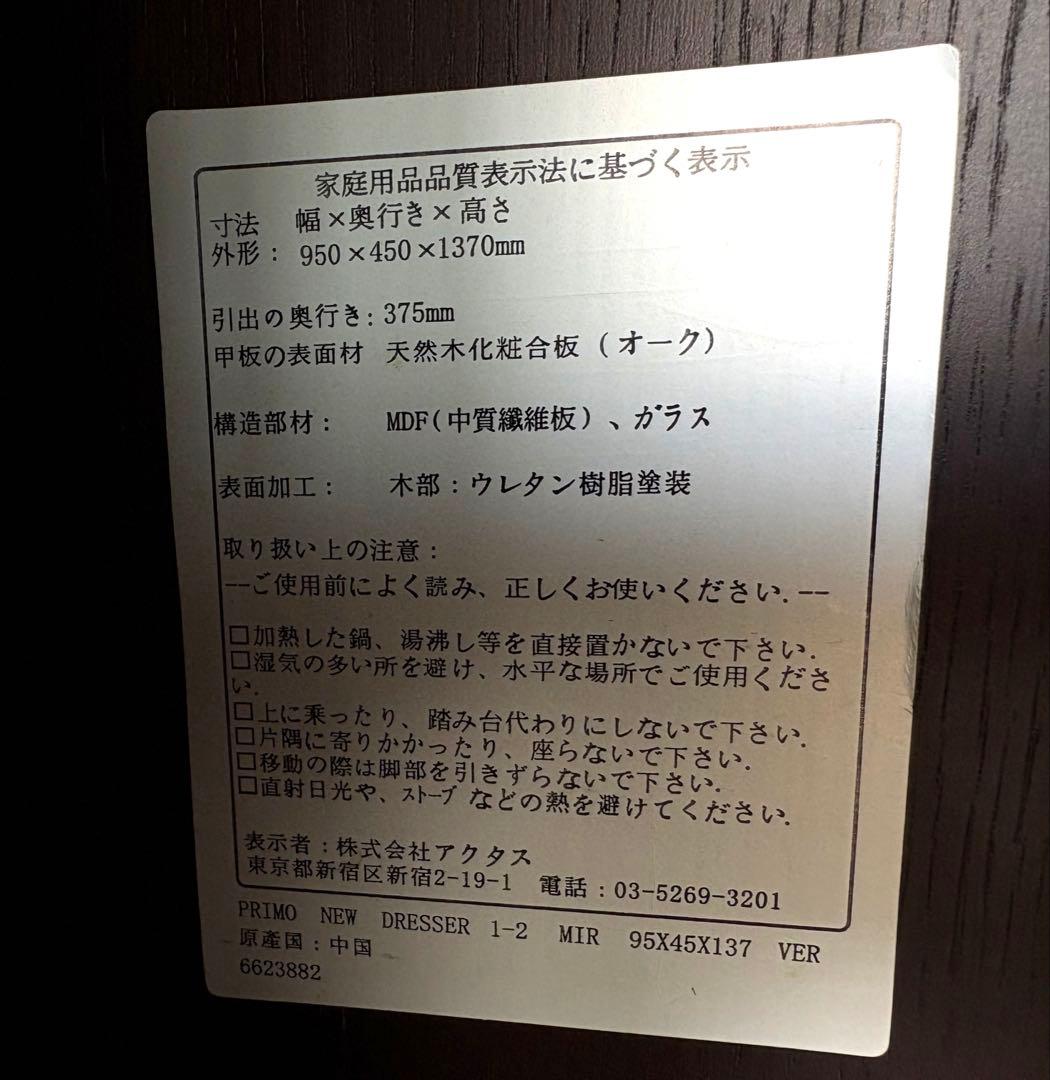 家庭用品品質表示法に基づく表示
寸法 幅×奥行き×高さ
外形： 950×450×1370mm
引出の奥行き：375mm
甲板の表面材 天然木化粧合板（オーク）
構造部材： MDF(中質繊維板）、ガラス
表面加工： 木部：ウレタン樹脂塗装
取り扱い上の注意：
--ご使用前によく読み、正しくお使いください.--
□加熱した鍋、湯沸し等を直接置かないで下さい.
□湿気の多い所を避け、水平な場所でご使用くださ
い.
□上に乗ったり、踏み台代わりにしないで下さい.
□片隅に寄りかかったり、座らないで下さい.
□移動の際は脚部を引きずらないで下さい.
□直射日光や、ｽﾄｰﾌﾞ などの熱を避けてください.
表示者：株式会社アクタス
東京都新宿区新宿2-19-1 電話：03-5269-3201
PRIMO NEW DRESSER 1-2 MIR 95X45X137 VER
原産国：中国
6623882